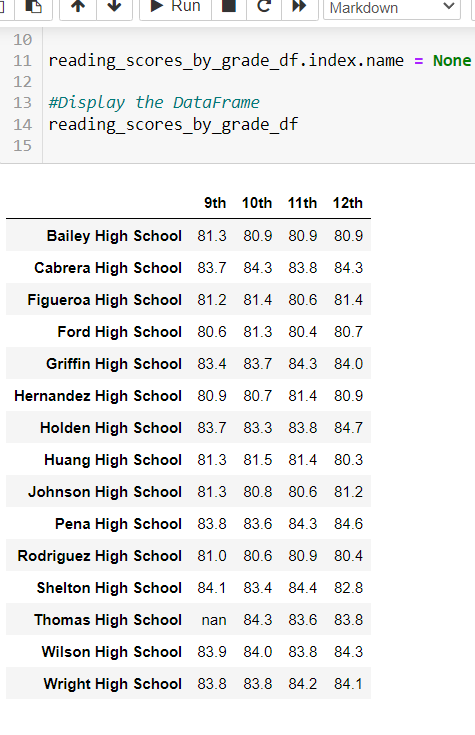 Run
Markdown
10
11 reading_scores_by_grade_df.index.name = None
12
13 #Display the DataFrame
14 reading_scores_by_grade_df
15
9th 10th 11th 12th
Bailey High School 81.3 80.9 80.9 80.9
Cabrera High School 83.7 84.3 83.8 84.3
Figueroa High School 81.2 81.4 80.6 81.4
Ford High School 80.6 81.3 80.4 80.7
Griffin High School 83.4 83.7 84.3 84.0
Hernandez High School 80.9 80.7 81.4 80.9
Holden High School 83.7 83.3 83.8 84.7
Huang High School 81.3 81.5 81.4 80.3
Johnson High School 81.3 80.8 80.6 81.2
Pena High School 83.8 83.6 84.3 84.6
Rodriguez High School 81.0 80.6 80.9 80.4
Shelton High School 84.1 83.4 84.4 82.8
Thomas High School nan 84.3 83.6 83.8
Wilson High School 83.9 84.0 83.8 84.3
Wright High School 83.8 83.8 84.2 84.1